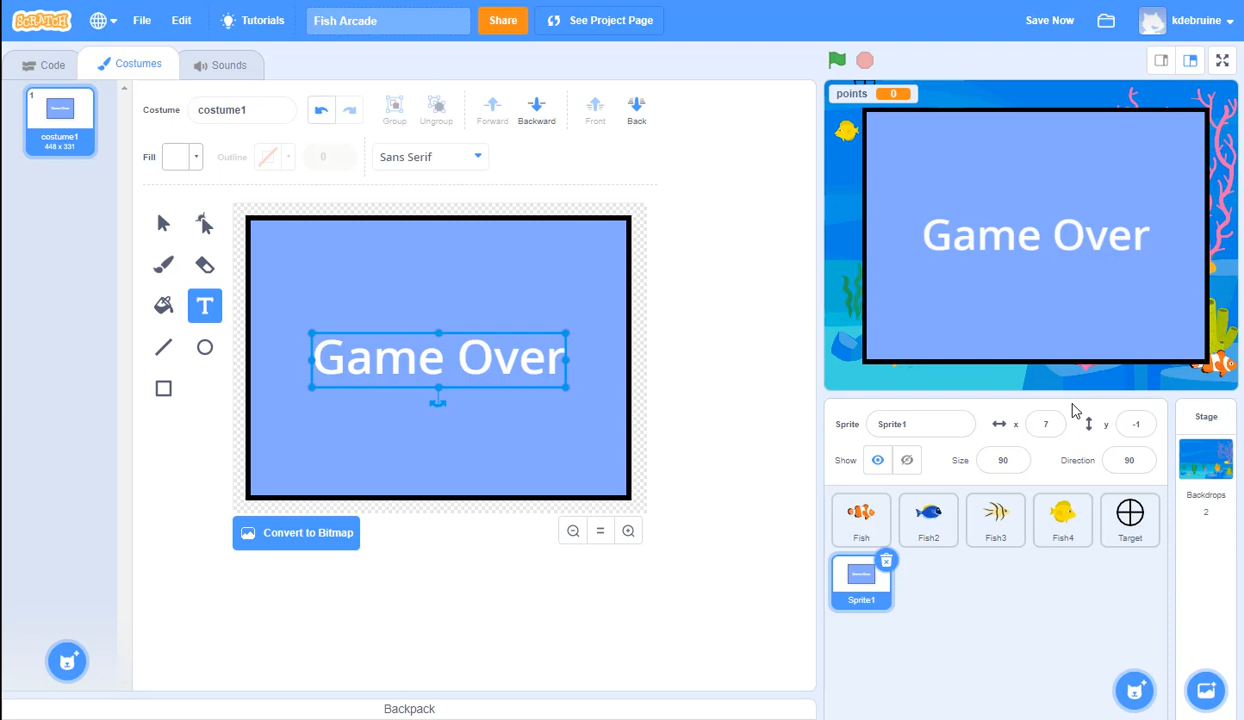 SCRATCH
File
Edit
Tutorials
Fish Arcade
Share
See Project Page
Save Now
kdebruine
Code
Costumes
Sounds
1
costume1
448 x 331
Costume
costume1
Group
Ungroup
Forward
Backward
Front
Back
Fill
Outline
0
Sans Serif
T
Game Over
Convert to Bitmap
points 0
Game Over
Sprite
Sprite1
x
7
y
-1
Show
Size
90
Direction
90
Fish
Fish2
Fish3
Fish4
Target
Game Over
Sprite1
Stage
Backdrops
2
Backpack